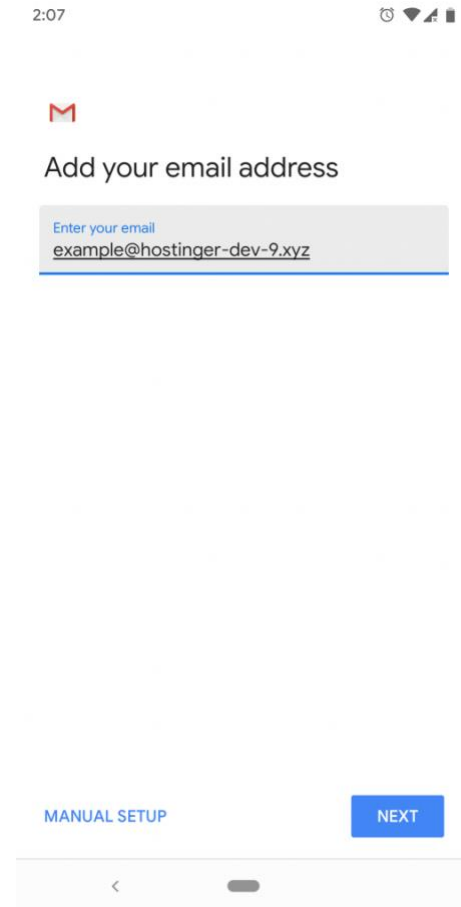 2:07
Add your email address
Enter your email
example@hostinger-dev-9.xyz
MANUAL SETUP
NEXT